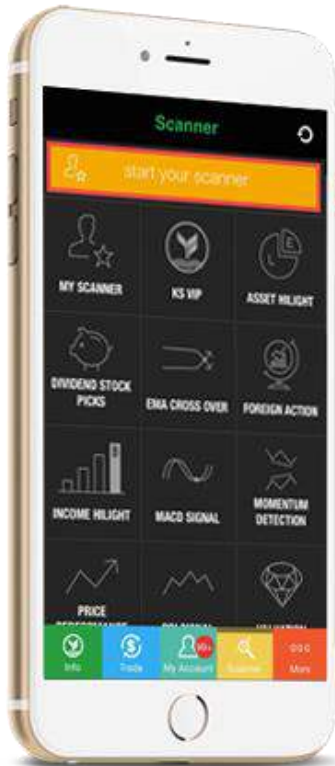 Scanner
start your scanner
MY SCANNER
KS VIP
ASSET HILIGHT
DIVIDEND STOCK
PICKS
EMA CROSS OVER
FOREIGN ACTION
INCOME HILIGHT
MACD SIGNAL
MOMENTUM
DETECTION
PRICE
Info
Trade
My Account
Scanner
More